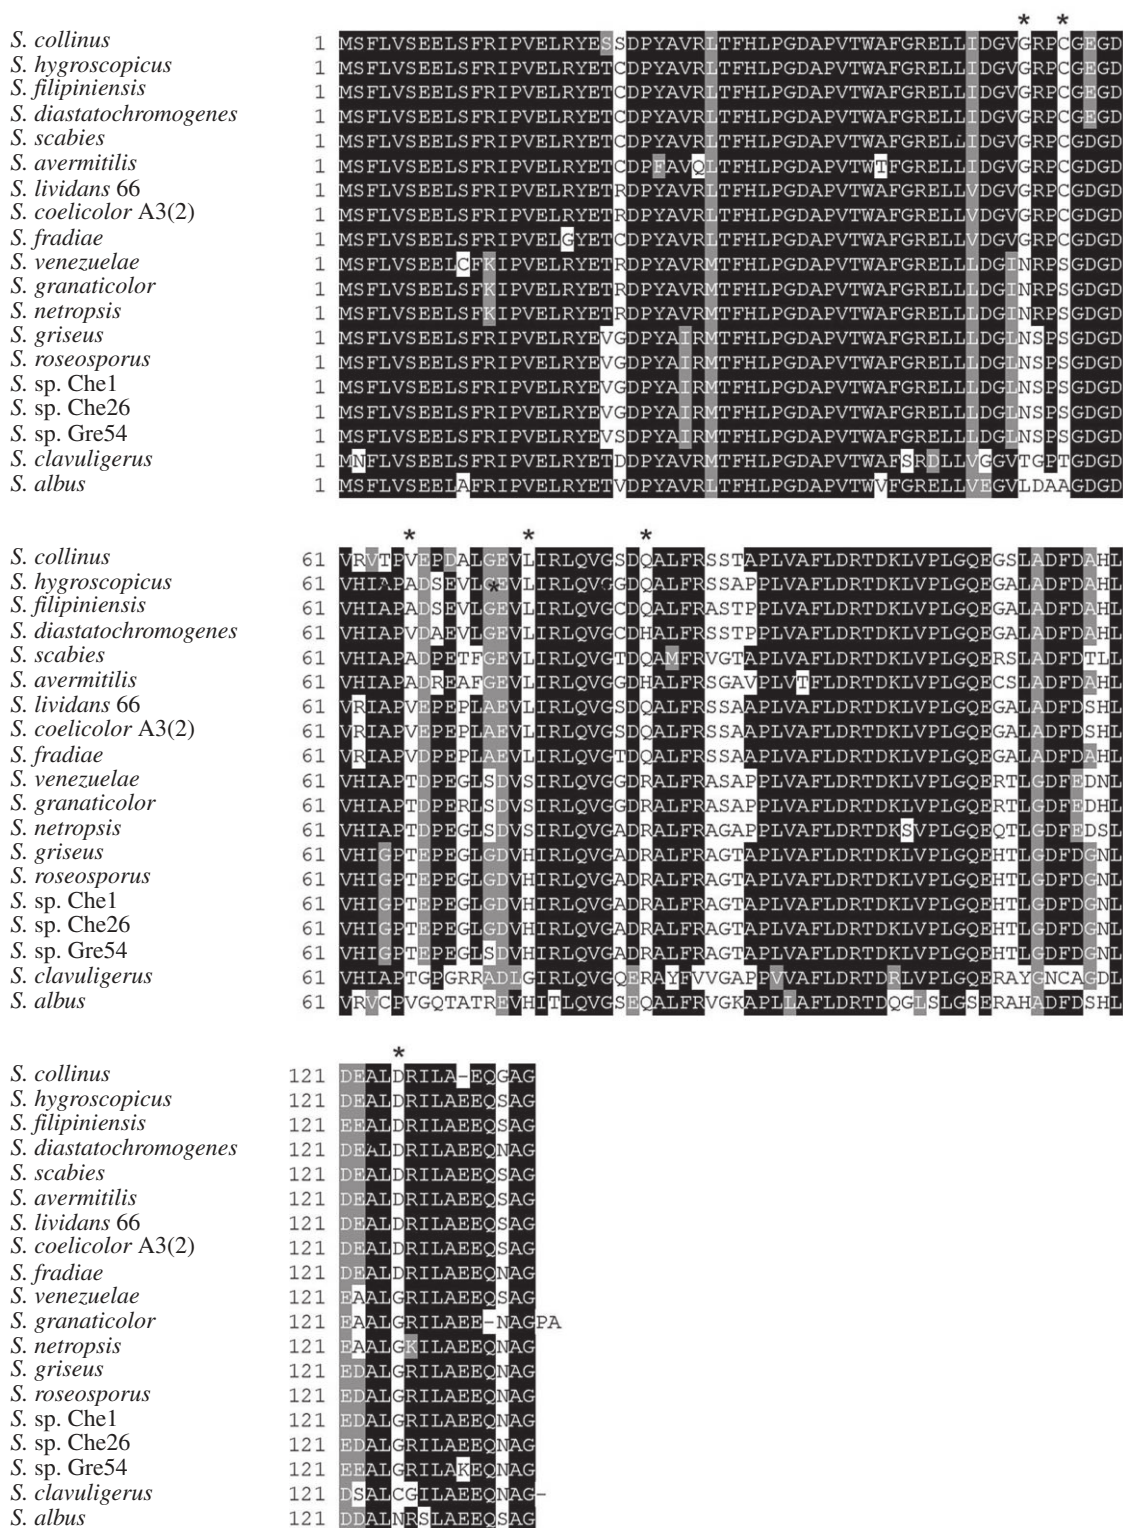 * *
S. collinus 1 MSFLVSEELSFRIPVELRYESSDPYAVRLTFHLPGDAPVTWAFGRELLIDGVGRPCGEGD
S. hygroscopicus 1 MSFLVSEELSFRIPVELRYETCDPYAVRLTFHLPGDAPVTWAFGRELLIDGVGRPCGEGD
S. filipiniensis 1 MSFLVSEELSFRIPVELRYETCDPYAVRLTFHLPGDAPVTWAFGRELLIDGVGRPCGEGD
S. diastatochromogenes 1 MSFLVSEELSFRIPVELRYETCDPYAVRLTFHLPGDAPVTWAFGRELLIDGVGRPCGEGD
S. scabies 1 MSFLVSEELSFRIPVELRYETCDPYAVRLTFHLPGDAPVTWAFGRELLIDGVGRPCGDGD
S. avermitilis 1 MSFLVSEELSFRIPVELRYETCDPFAVQLTFHLPGDAPVTWTFGRELLIDGVGRPCGDGD
S. lividans 66 1 MSFLVSEELSFRIPVELRYETRDPYAVRLTFHLPGDAPVTWAFGRELLVDGVGRPCGDGD
S. coelicolor A3(2) 1 MSFLVSEELSFRIPVELRYETRDPYAVRLTFHLPGDAPVTWAFGRELLVDGVGRPCGDGD
S. fradiae 1 MSFLVSEELSFRIPVELGYETCDPYAVRLTFHLPGDAPVTWAFGRELLVDGVGRPCGDGD
S. venezuelae 1 MSFLVSEELCFKIPVELRYETRDPYAVRMTFHLPGDAPVTWAFGRELLLDGINRPSGDGD
S. granaticolor 1 MSFLVSEELSFKIPVELRYETRDPYAVRMTFHLPGDAPVTWAFGRELLLDGINRPSGDGD
S. netropsis 1 MSFLVSEELSFKIPVELRYETRDPYAVRMTFHLPGDAPVTWAFGRELLLDGINRPSGDGD
S. griseus 1 MSFLVSEELSFRIPVELRYEVGDPYAIRMTFHLPGDAPVTWAFGRELLLDGLNSPSGDGD
S. roseosporus 1 MSFLVSEELSFRIPVELRYEVGDPYAIRMTFHLPGDAPVTWAFGRELLLDGLNSPSGDGD
S. sp. Che1 1 MSFLVSEELSFRIPVELRYEVGDPYAIRMTFHLPGDAPVTWAFGRELLLDGLNSPSGDGD
S. sp. Che26 1 MSFLVSEELSFRIPVELRYEVGDPYAIRMTFHLPGDAPVTWAFGRELLLDGLNSPSGDGD
S. sp. Gre54 1 MSFLVSEELSFRIPVELRYEVSDPYAIRMTFHLPGDAPVTWAFGRELLLDGLNSPSGDGD
S. clavuligerus 1 MNFLVSEELSFRIPVELRYETDDPYAVRMTFHLPGDAPVTWAFSRDLLVGGVTGPTGDGD
S. albus 1 MSFLVSEELAFRIPVELRYETVDPYAVRLTFHLPGDAPVTWVFGRELLVEGVLDAAGDGD
* * *
S. collinus 61 VRVTPVEPDALGEVLIRLQVGSDQALFRSSTAPLVAFLDRTDKLVPLGQEGSLADFDAHL
S. hygroscopicus 61 VHIAPADSEVLG*EVLIRLQVGSDQALFRSSAPPLVAFLDRTDKLVPLGQEGALADFDAHL
S. filipiniensis 61 VHIAPADSEVLGEVLIRLQVGCDQALFRASTPPLVAFLDRTDKLVPLGQEGALADFDAHL
S. diastatochromogenes 61 VHIAPVDAEVLGEVLIRLQVGCDHALFRSSTPPLVAFLDRTDKLVPLGQEGALADFDAHL
S. scabies 61 VHIAPADPETFGEVLIRLQVGTDQAMFRVGTAPLVAFLDRTDKLVPLGQERSLADFDTLL
S. avermitilis 61 VHIAPADREAFGEVLIRLQVGGDHALFRSGAVPLVTFLDRTDKLVPLGQECSLADFDAHL
S. lividans 66 61 VRIAPVEPEPLAEVLIRLQVGSDQALFRSSAAPLVAFLDRTDKLVPLGQEGALADFDSHL
S. coelicolor A3(2) 61 VRIAPVEPEPLAEVLIRLQVGSDQALFRSSAAPLVAFLDRTDKLVPLGQEGALADFDSHL
S. fradiae 61 VRIAPVDPEPLAEVLIRLQVGTDQALFRSSAAPLVAFLDRTDKLVPLGQEGALADFDAHL
S. venezuelae 61 VHIAPTDPEGLSDVSIRLQVGGDRALFRASAPPLVAFLDRTDKLVPLGQERTLGDFEDNL
S. granaticolor 61 VHIAPTDPERLSDVSIRLQVGGDRALFRASAPPLVAFLDRTDKLVPLGQERTLGDFEDHL
S. netropsis 61 VHIAPTDPEGLSDVSIRLQVGADRALFRAGAPPLVAFLDRTDKSVPLGQEQTLGDFEDSL
S. griseus 61 VHIGPTEPEGLGDVHIRLQVGADRALFRAGTAPLVAFLDRTDKLVPLGQEHTLGDFDGNL
S. roseosporus 61 VHIGPTEPEGLGDVHIRLQVGADRALFRAGTAPLVAFLDRTDKLVPLGQEHTLGDFDGNL
S. sp. Che1 61 VHIGPTEPEGLGDVHIRLQVGADRALFRAGTAPLVAFLDRTDKLVPLGQEHTLGDFDGNL
S. sp. Che26 61 VHIGPTEPEGLGDVHIRLQVGADRALFRAGTAPLVAFLDRTDKLVPLGQEHTLGDFDGNL
S. sp. Gre54 61 VHIGPTEPEGLSDVHIRLQVGADRALFRAGTAPLVAFLDRTDKLVPLGQEHTLGDFDGNL
S. clavuligerus 61 VHIAPTGPGRRADLGIRLQVGQERAYFVVGAPPVVAFLDRTDRLVPLGQERAYGNCAGDL
S. albus 61 VRVCPVGQTATREVHITLQVGSEQALFRVGKAPLLAFLDRTDQGLSLGSERAHADFDSHL
*
S. collinus 121 DEALDRILA-EQGAG
S. hygroscopicus 121 DEALDRILAEEQSAG
S. filipiniensis 121 EEALDRILAEEQSAG
S. diastatochromogenes 121 DEALDRILAEEQNAG
S. scabies 121 DEALDRILAEEQSAG
S. avermitilis 121 DEALDRILAEEQSAG
S. lividans 66 121 DEALDRILAEEQSAG
S. coelicolor A3(2) 121 DEALDRILAEEQSAG
S. fradiae 121 DEALDRILAEEQNAG
S. venezuelae 121 EAALGRILAEEQSAG
S. granaticolor 121 EAALGRILAEE-NAGPA
S. netropsis 121 EAALGKILAEEQNAG
S. griseus 121 EDALGRILAEEQNAG
S. roseosporus 121 EDALGRILAEEQNAG
S. sp. Che1 121 EDALGRILAEEQNAG
S. sp. Che26 121 EDALGRILAEEQNAG
S. sp. Gre54 121 EEALGRILAKEQNAG
S. clavuligerus 121 DSALCGILAEEQNAG-
S. albus 121 DDALNRSLAEEQSAG